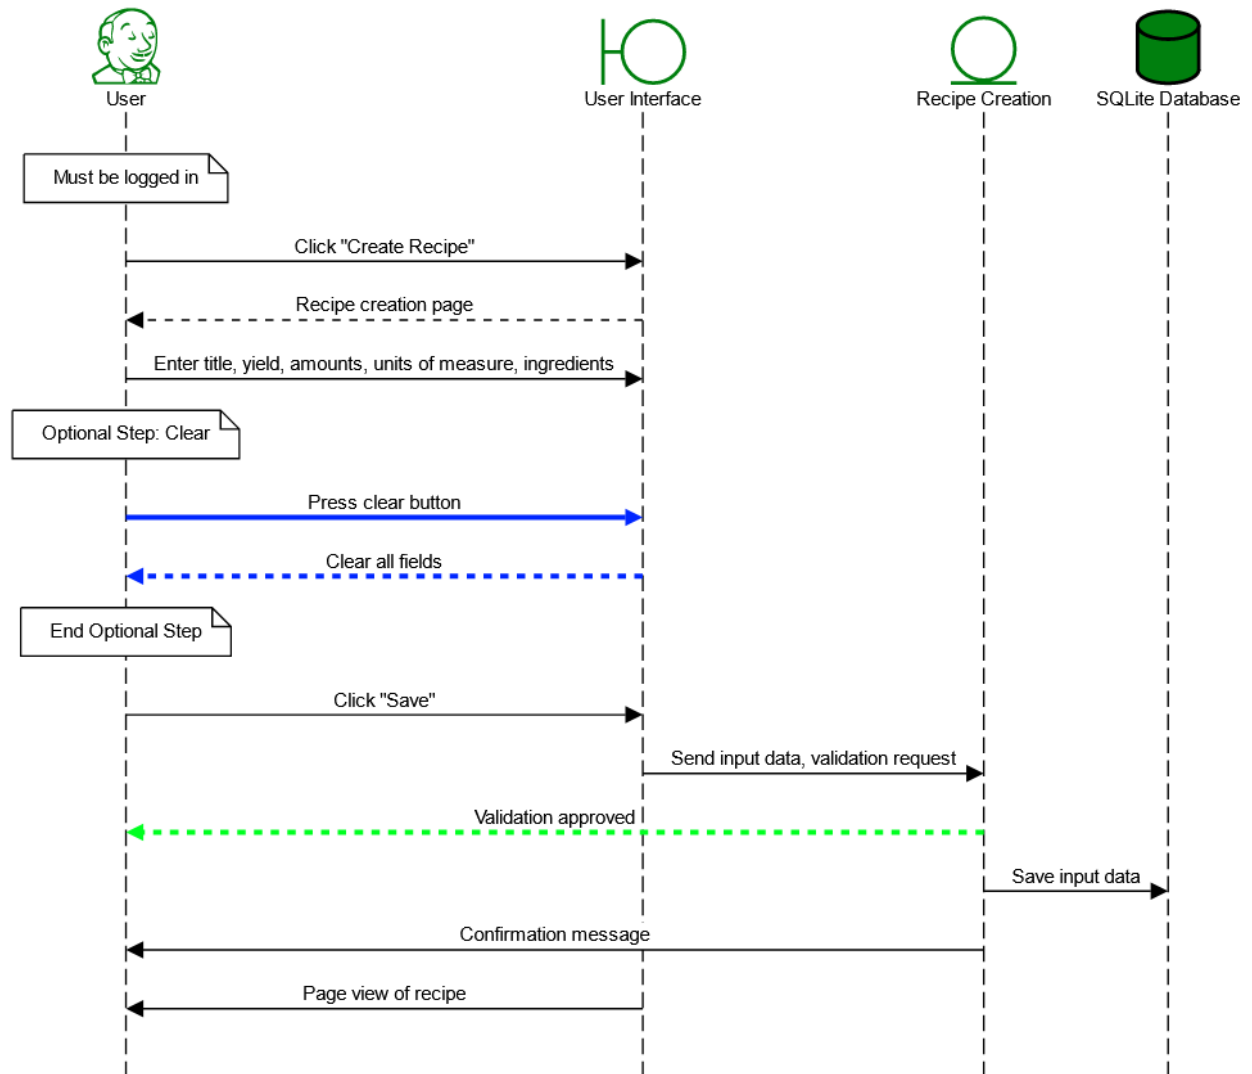 User
User Interface
Recipe Creation
SQLite Database
Must be logged in
Click "Create Recipe"
Recipe creation page
Enter title, yield, amounts, units of measure, ingredients
Optional Step: Clear
Press clear button
Clear all fields
End Optional Step
Click "Save"
Send input data, validation request
Validation approved
Save input data
Confirmation message
Page view of recipe